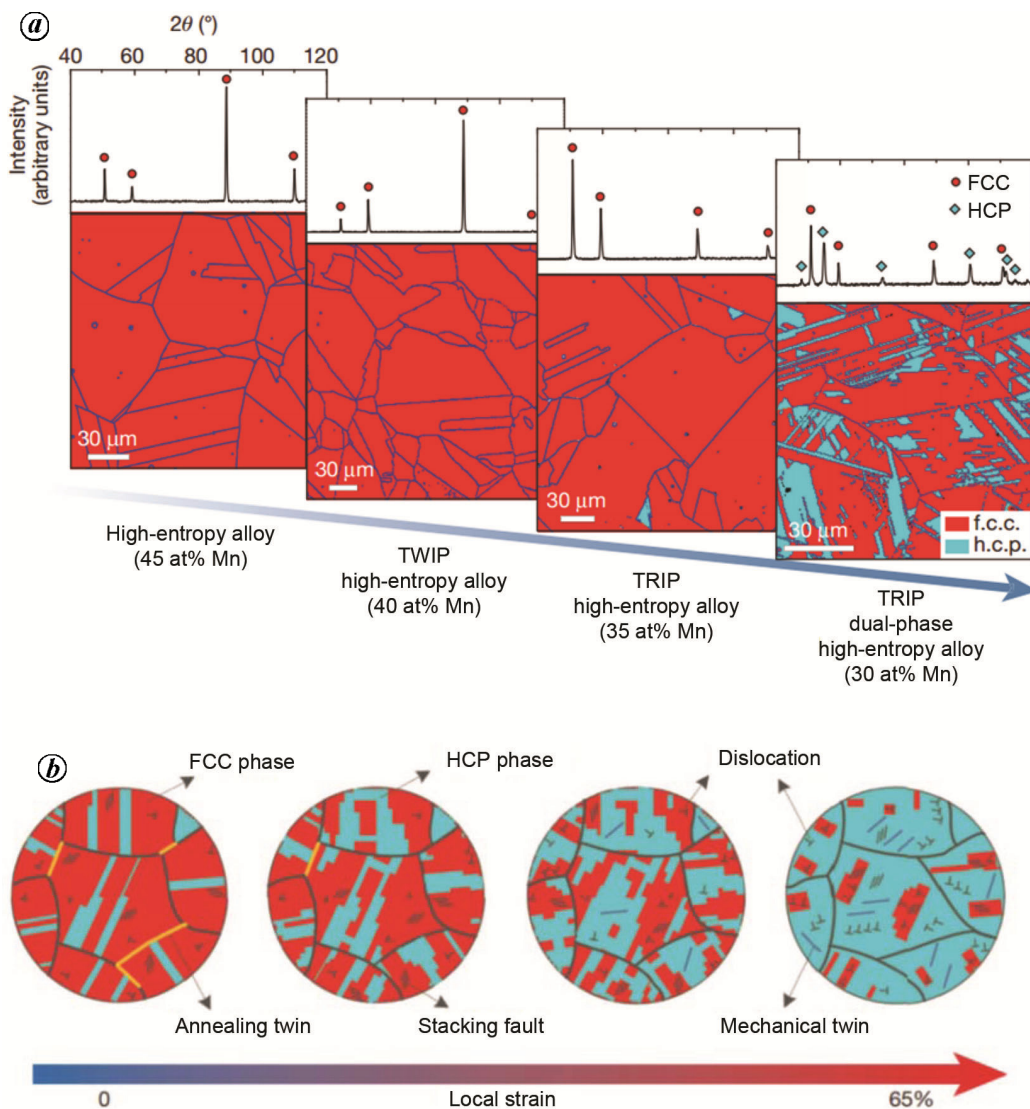 a
2θ (°)
40 60 80 100 120
Intensity
(arbitrary units)
FCC
HCP
30 µm
30 µm
30 µm
30 µm
f.c.c.
h.c.p.
High-entropy alloy
(45 at% Mn)
TWIP
high-entropy alloy
(40 at% Mn)
TRIP
high-entropy alloy
(35 at% Mn)
TRIP
dual-phase
high-entropy alloy
(30 at% Mn)
b
FCC phase
HCP phase
Dislocation
Annealing twin
Stacking fault
Mechanical twin
0
Local strain
65%